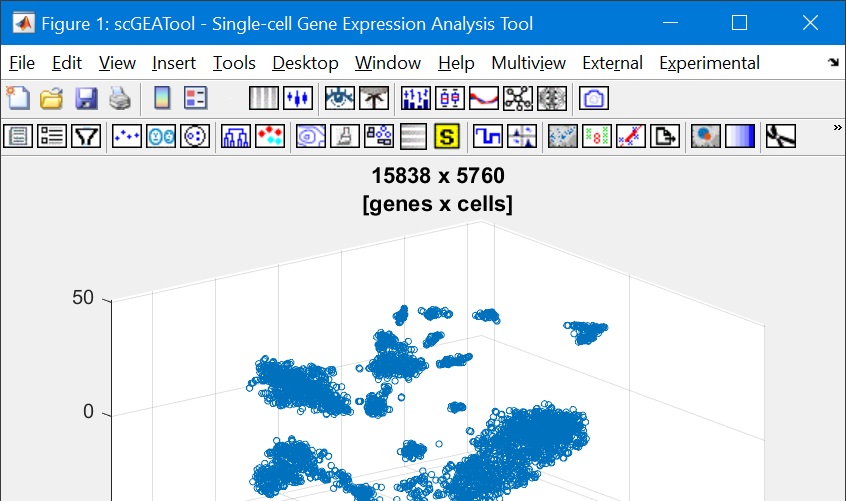 Figure 1: scGEATool - Single-cell Gene Expression Analysis Tool
File Edit View Insert Tools Desktop Window Help Multiview External Experimental
S
15838 x 5760
[genes x cells]
50
0